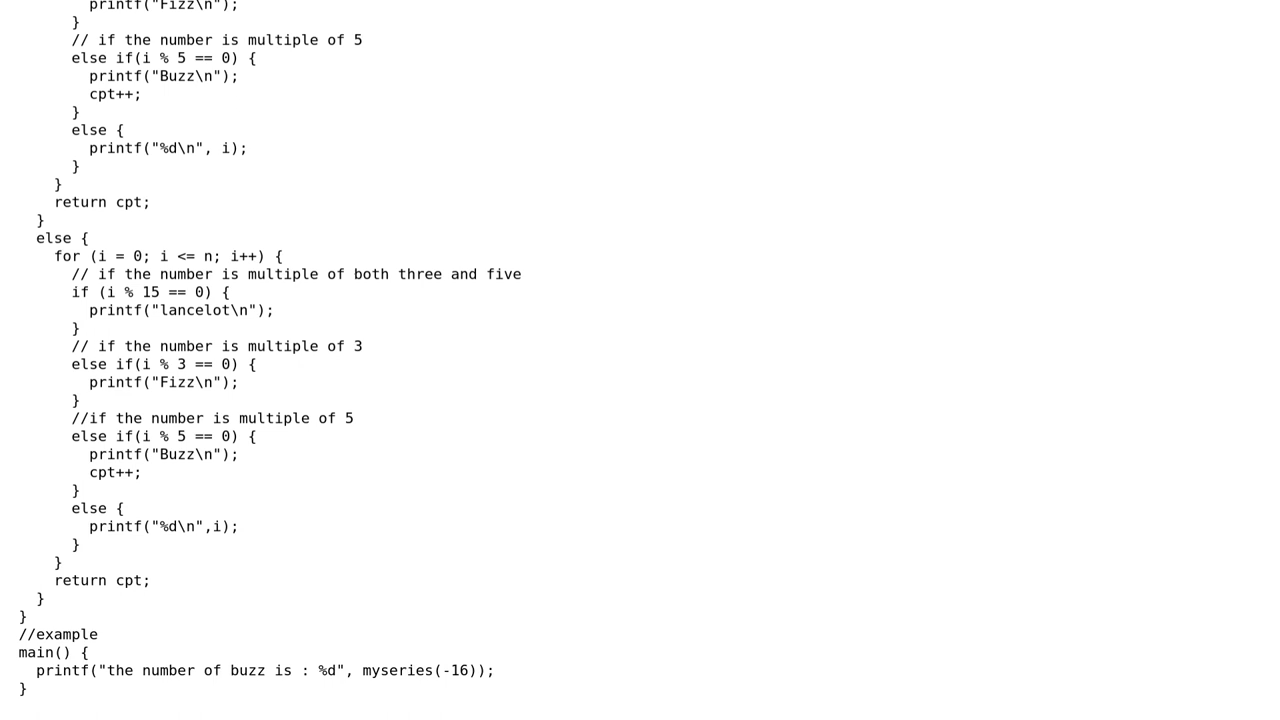 printf("Fizz\n");
}
// if the number is multiple of 5
else if(i % 5 == 0) {
printf("Buzz\n");
cpt++;
}
else {
printf("%d\n", i);
}
}
return cpt;
}
else {
for (i = 0; i <= n; i++) {
// if the number is multiple of both three and five
if (i % 15 == 0) {
printf("lancelot\n");
}
// if the number is multiple of 3
else if(i % 3 == 0) {
printf("Fizz\n");
}
//if the number is multiple of 5
else if(i % 5 == 0) {
printf("Buzz\n");
cpt++;
}
else {
printf("%d\n",i);
}
}
return cpt;
}
}
//example
main() {
printf("the number of buzz is : %d", myseries(-16));
}